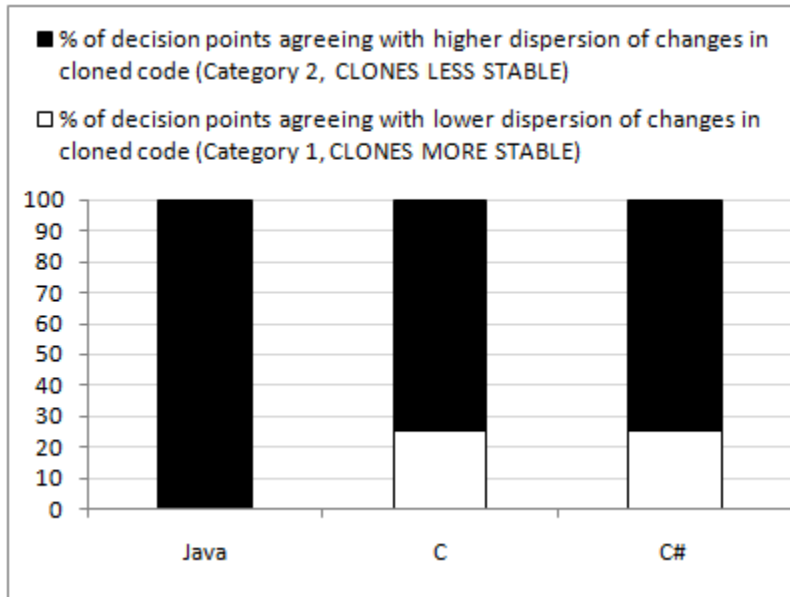 % of decision points agreeing with higher dispersion of changes in
cloned code (Category 2, CLONES LESS STABLE)
% of decision points agreeing with lower dispersion of changes in
cloned code (Category 1, CLONES MORE STABLE)
100
90
80
70
60
50
40
30
20
10
0
Java C C#